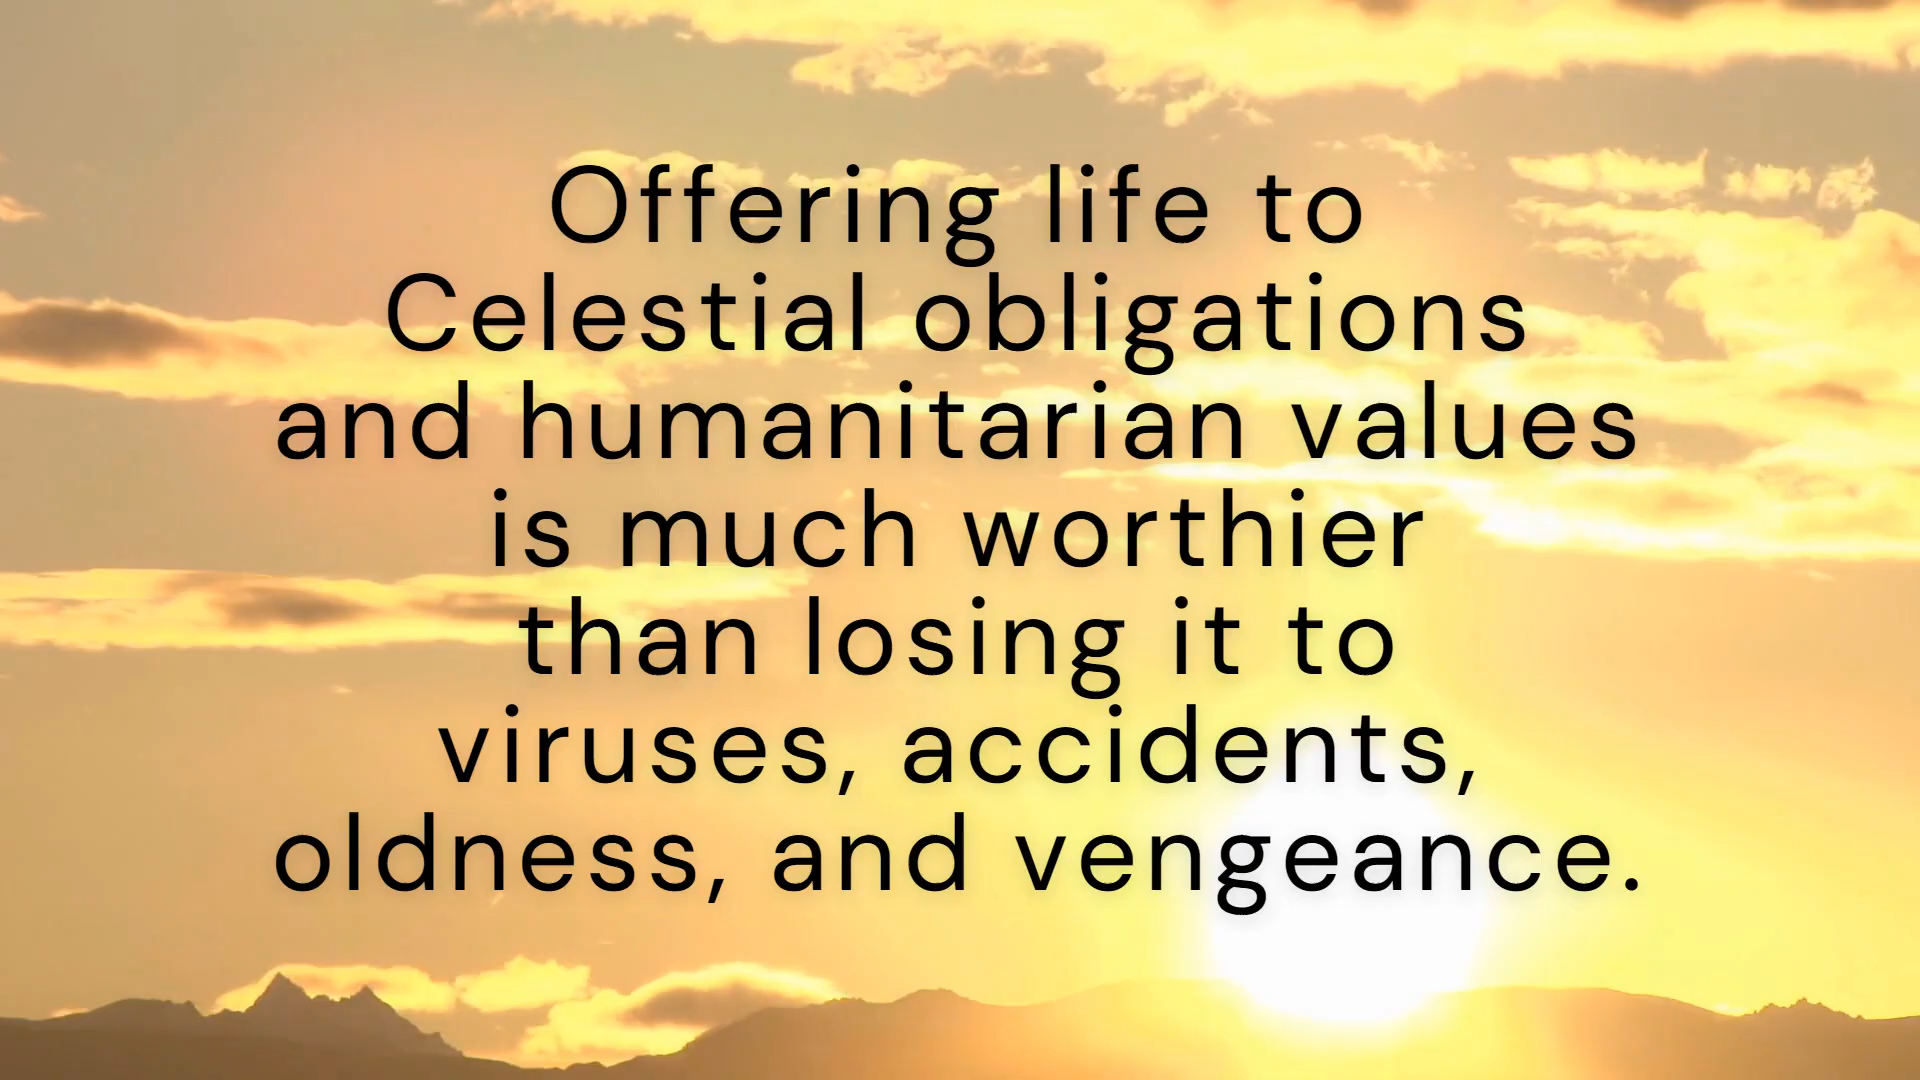 Offering life to
Celestial obligations
and humanitarian values
is much worthier
than losing it to
viruses, accidents,
oldness, and vengeance.